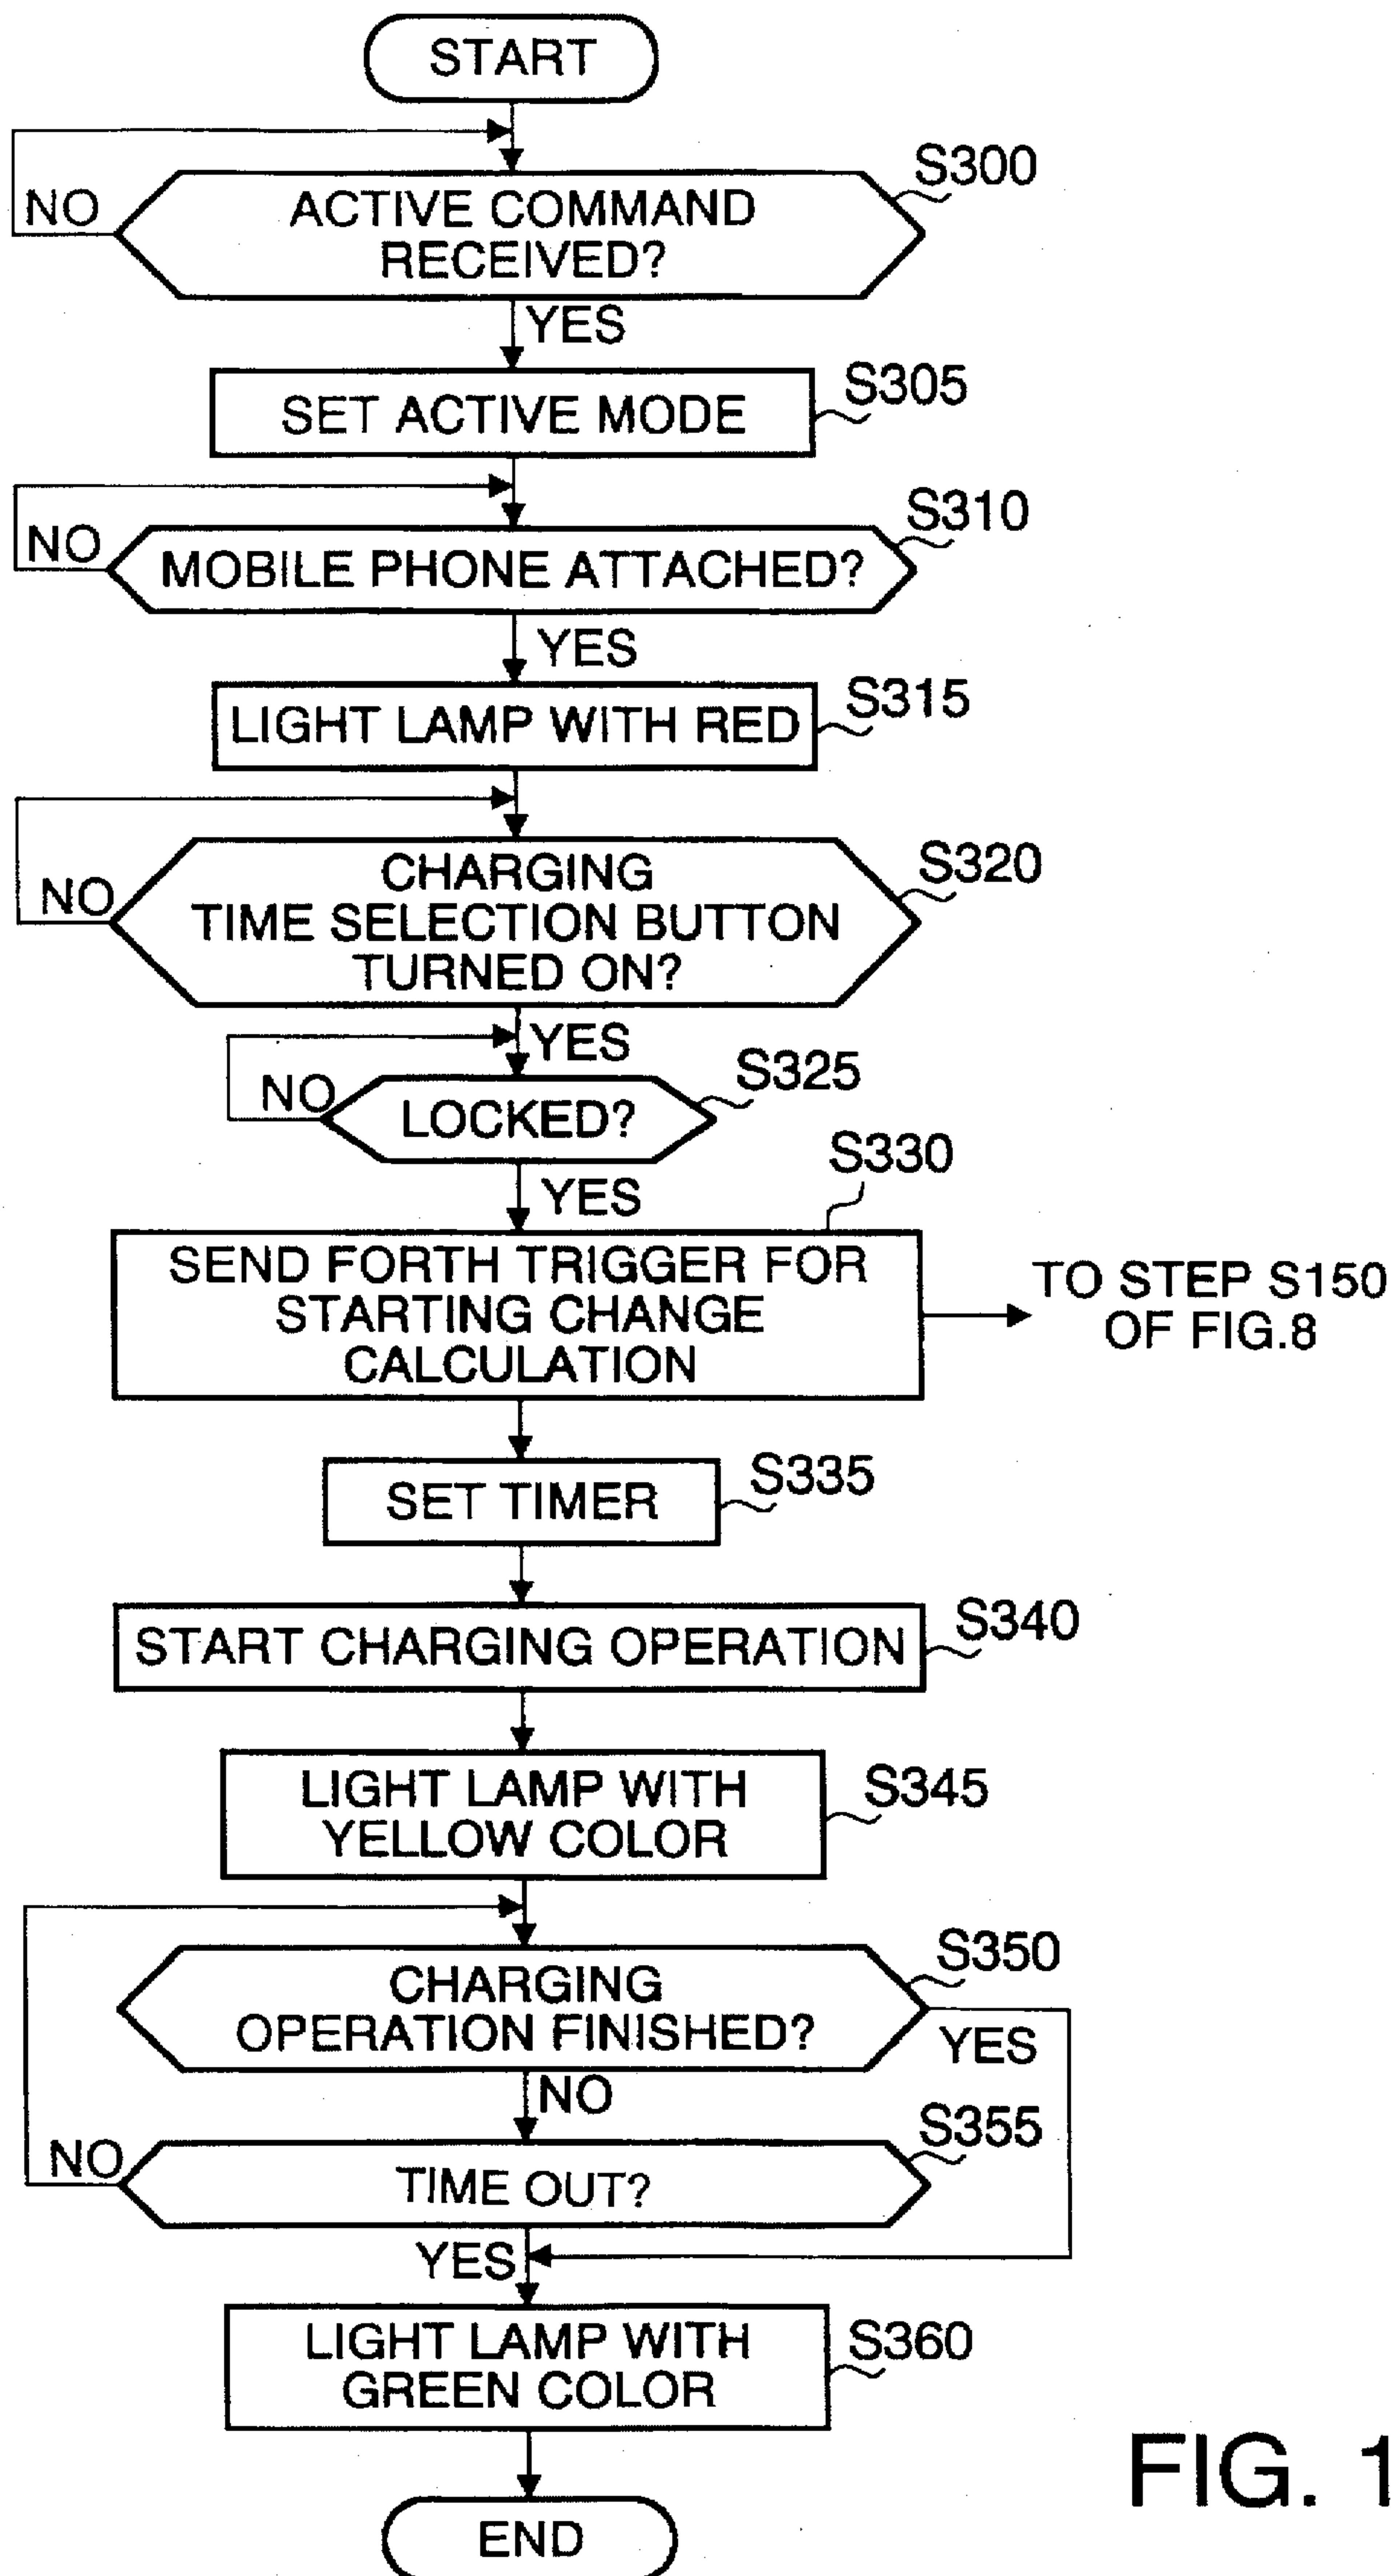 START
NO
ACTIVE COMMAND
RECEIVED?
S300
YES
SET ACTIVE MODE
S305
NO
MOBILE PHONE ATTACHED?
S310
YES
LIGHT LAMP WITH RED
S315
NO
CHARGING
TIME SELECTION BUTTON
TURNED ON?
S320
YES
NO
LOCKED?
S325
YES
S330
SEND FORTH TRIGGER FOR
STARTING CHANGE
CALCULATION
TO STEP S150
OF FIG.8
SET TIMER
S335
START CHARGING OPERATION
S340
LIGHT LAMP WITH
YELLOW COLOR
S345
CHARGING
OPERATION FINISHED?
S350
YES
NO
NO
TIME OUT?
S355
YES
LIGHT LAMP WITH
GREEN COLOR
S360
END
FIG. 1